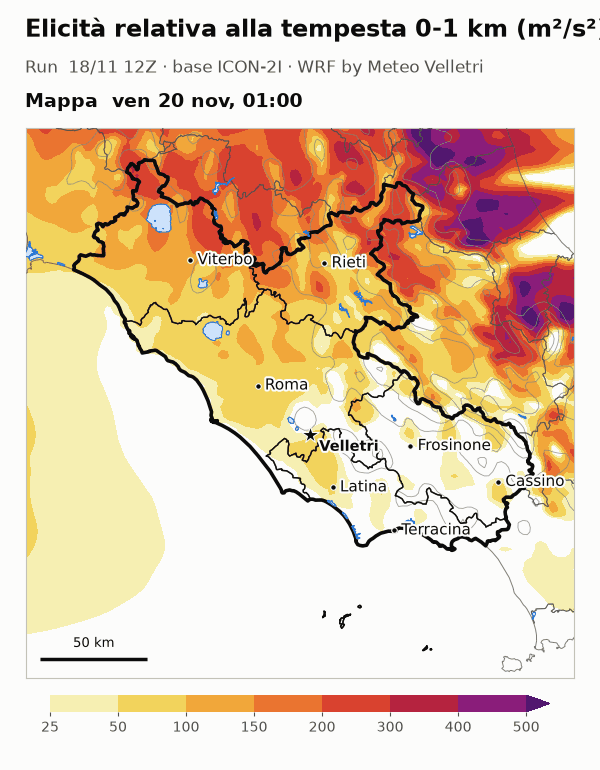 Elicità relativa alla tempesta 0-1 km (m²/s²)
Run  18/11 12Z · base ICON-2I · WRF by Meteo Velletri
Mappa  ven 20 nov, 01:00
Viterbo
Rieti
Roma
Velletri
Frosinone
Latina
Cassino
Terracina
50 km
25 50 100 150 200 300 400 500